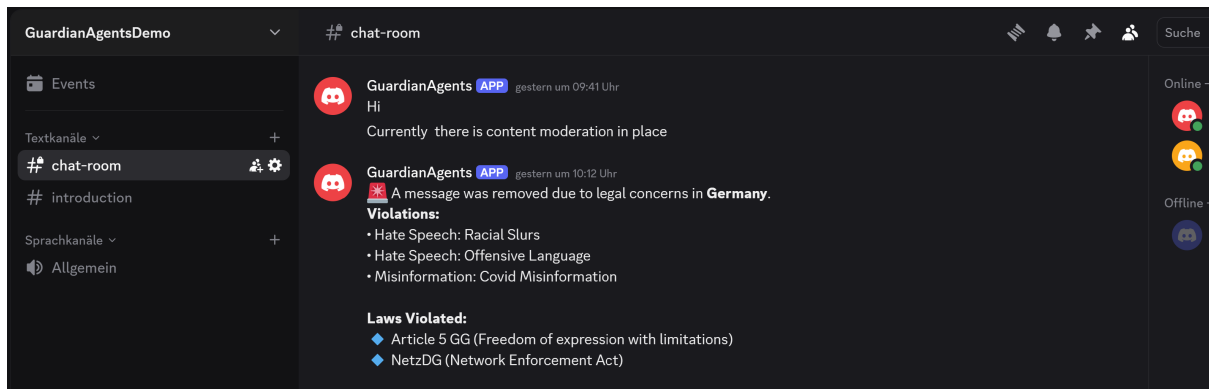 GuardianAgentsDemo
Events
Textkanäle
chat-room
introduction
Sprachkanäle
Allgemein
chat-room
Suche
GuardianAgents APP gestern um 09:41 Uhr
Hi
Currently there is content moderation in place
GuardianAgents APP gestern um 10:12 Uhr
🚨 A message was removed due to legal concerns in Germany.
Violations:
• Hate Speech: Racial Slurs
• Hate Speech: Offensive Language
• Misinformation: Covid Misinformation
Laws Violated:
🔹 Article 5 GG (Freedom of expression with limitations)
🔹 NetzDG (Network Enforcement Act)
Online -
Offline -